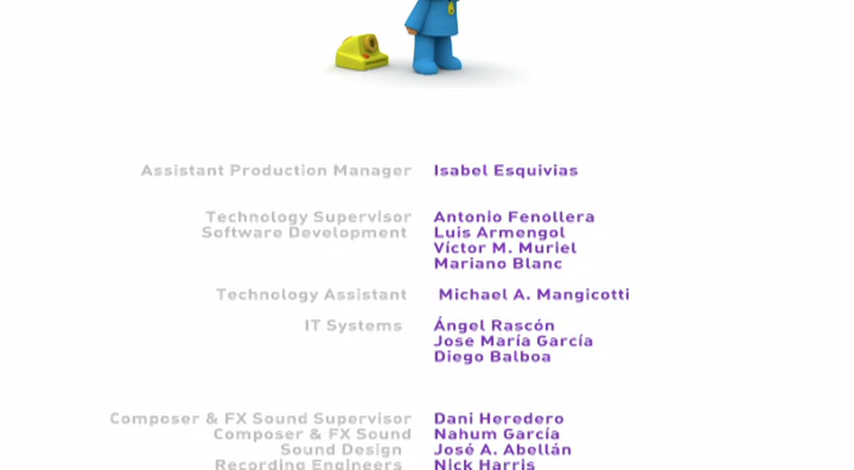 Assistant Production Manager Isabel Esquivias
Technology Supervisor Antonio Fenollera
Software Development Luis Armengol
Víctor M. Muriel
Mariano Blanc
Technology Assistant Michael A. Mangicotti
IT Systems Ángel Rascón
Jose María García
Diego Balboa
Composer & FX Sound Supervisor Dani Heredero
Composer & FX Sound Nahum García
Sound Design José A. Abellán
Recording Engineers Nick Harris